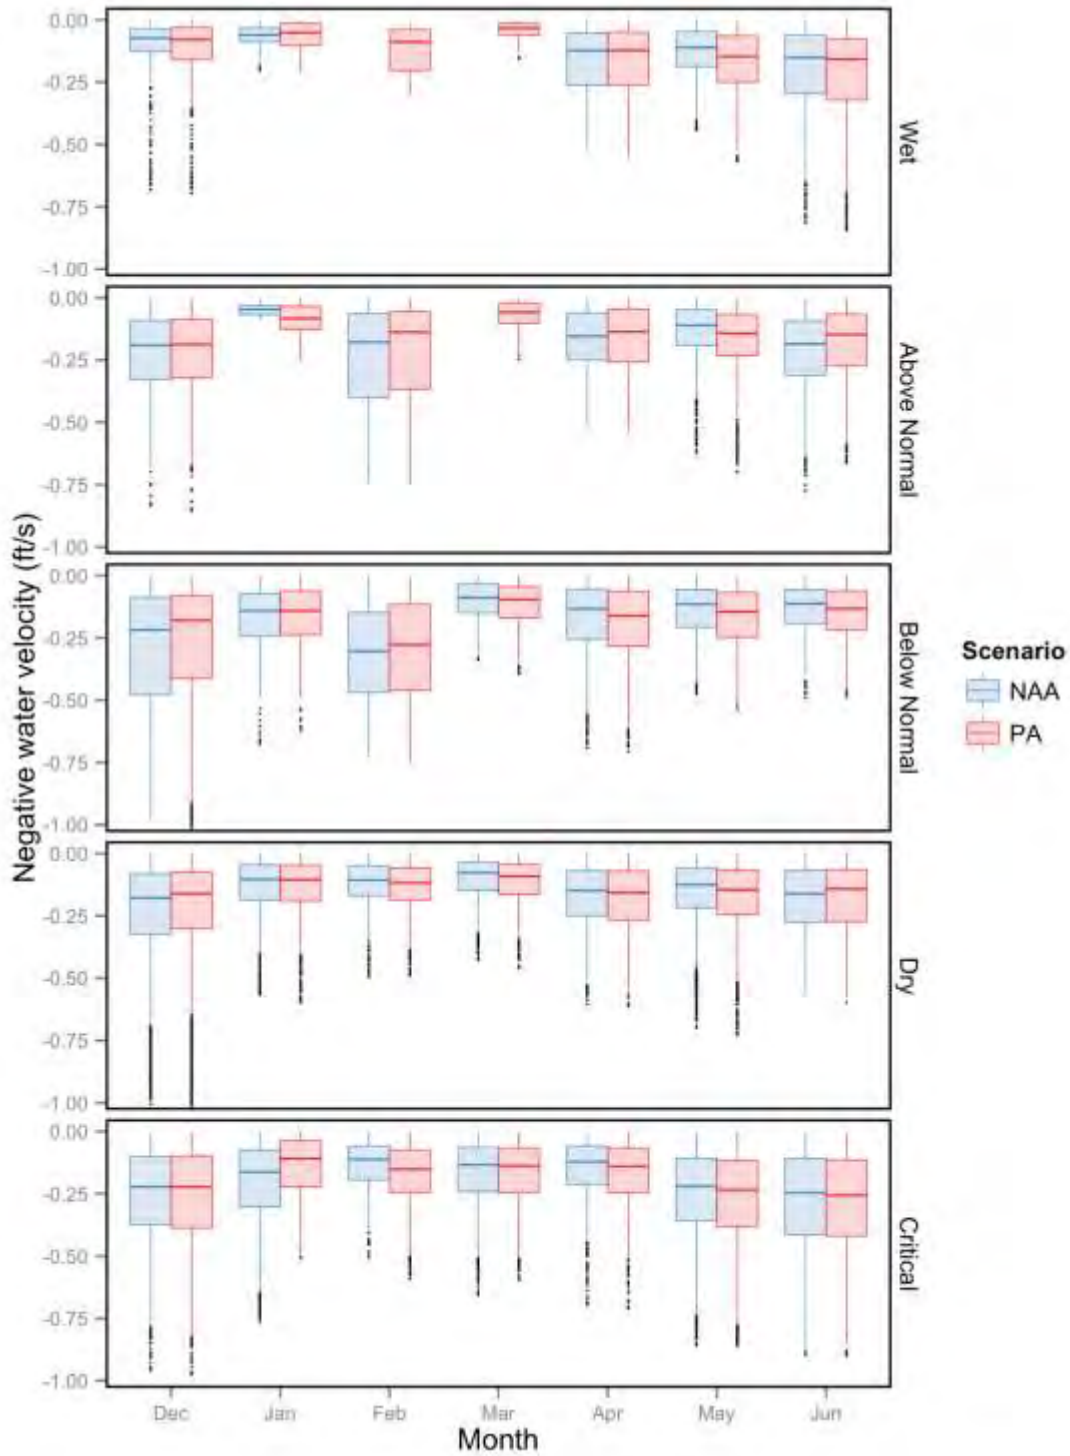 Negative water velocity (ft/s)
0.00
-0.25
-0.50
-0.75
-1.00
Wet
0.00
-0.25
-0.50
-0.75
-1.00
Above Normal
0.00
-0.25
-0.50
-0.75
-1.00
Below Normal
0.00
-0.25
-0.50
-0.75
-1.00
Dry
0.00
-0.25
-0.50
-0.75
-1.00
Critical
Dec Jan Feb Mar Apr May Jun
Month
Scenario
NAA
PA